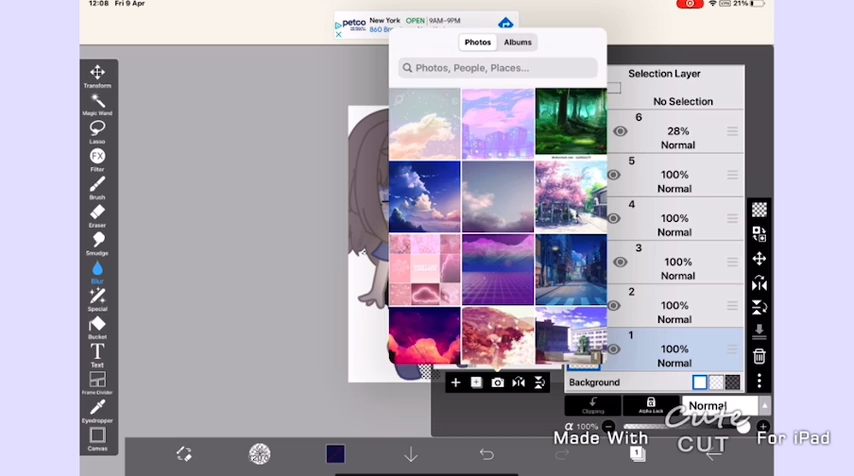 12:08 Fri 9 Apr
21%
petco
New York OPEN 9AM–9PM
Photos Albums
Photos, People, Places...
Transform
Magic Wand
Lasso
FX
Filter
Brush
Eraser
Smudge
Blur
Special
Bucket
T
Text
Frame Divider
Eyedropper
Canvas
Selection Layer
No Selection
6
28%
Normal
5
100%
Normal
4
100%
Normal
3
100%
Normal
2
100%
Normal
1
100%
Normal
Background
Clipping
Alpha Lock
Normal
α 100%
1
Made With Cute CUT For iPad